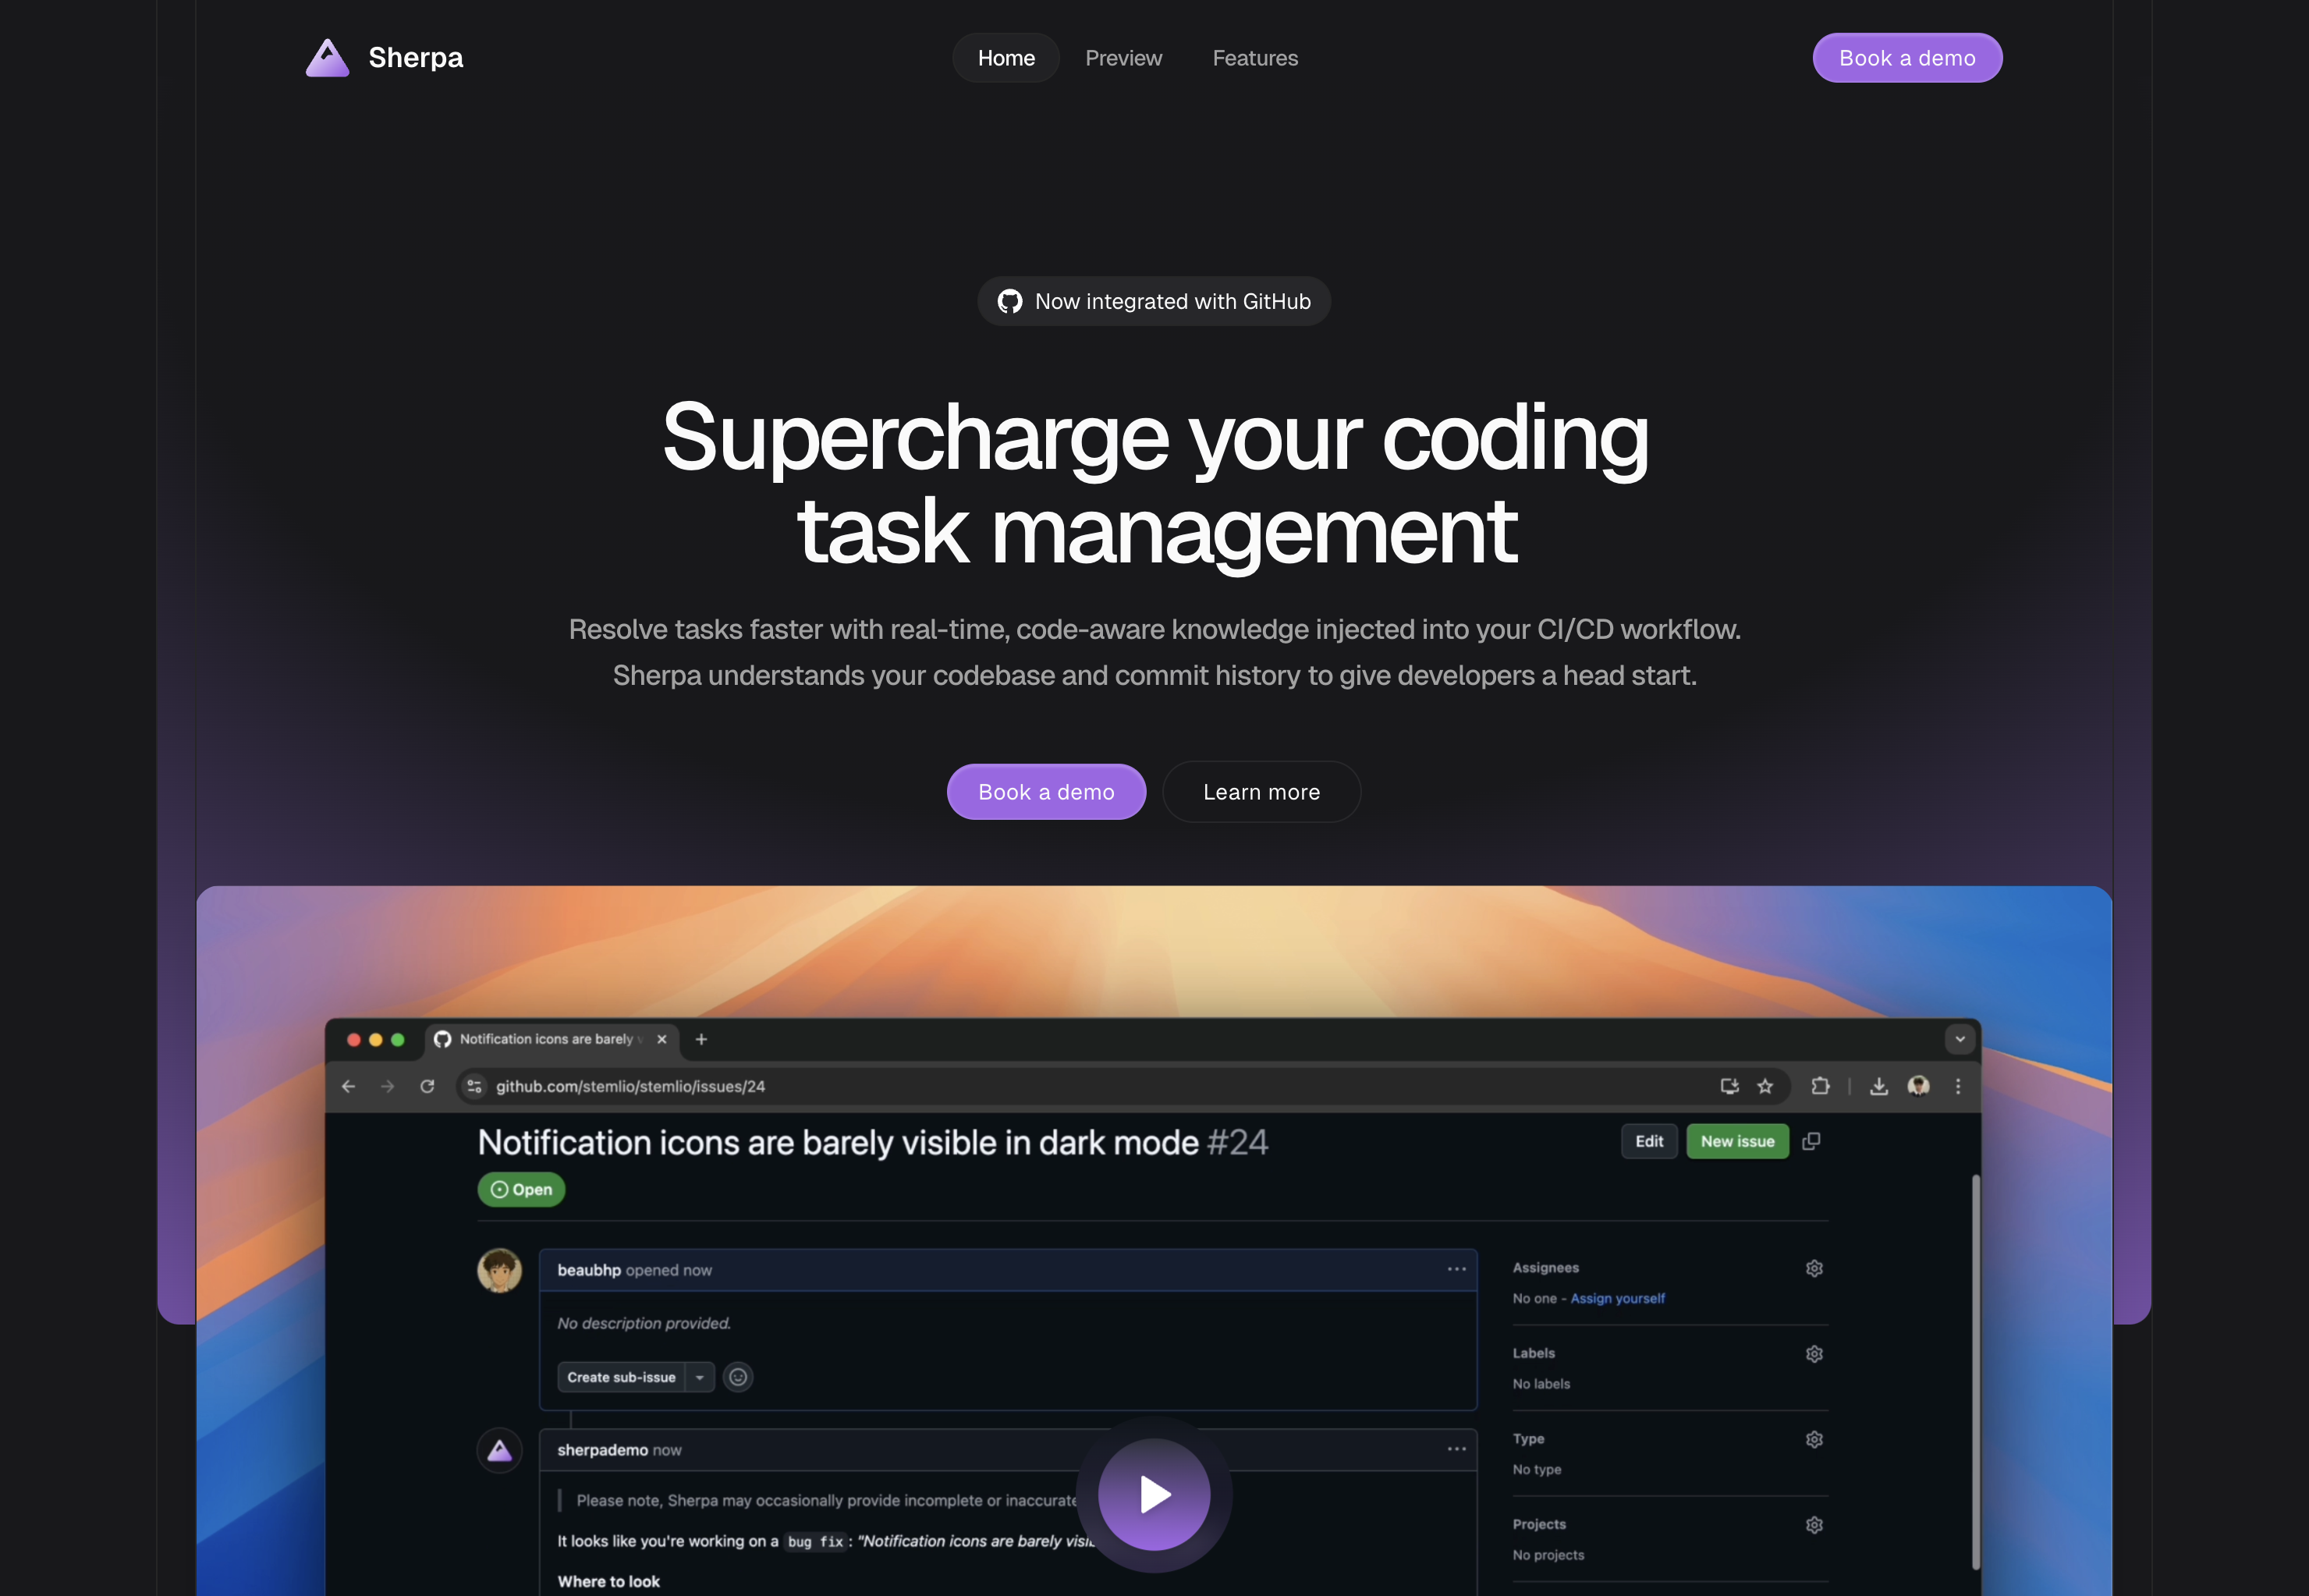 Sherpa
Home
Preview
Features
Book a demo
Now integrated with GitHub
Supercharge your coding
task management
Resolve tasks faster with real-time, code-aware knowledge injected into your CI/CD workflow.
Sherpa understands your codebase and commit history to give developers a head start.
Book a demo
Learn more
Notification icons are barely
github.com/stemlio/stemlio/issues/24
Notification icons are barely visible in dark mode #24
Edit
New issue
Open
beaubhp opened now
No description provided.
Create sub-issue
Assignees
No one - Assign yourself
Labels
No labels
Type
No type
Projects
No projects
sherpademo now
Please note, Sherpa may occasionally provide incomplete or inaccurate
It looks like you're working on a bug fix: "Notification icons are barely
Where to look